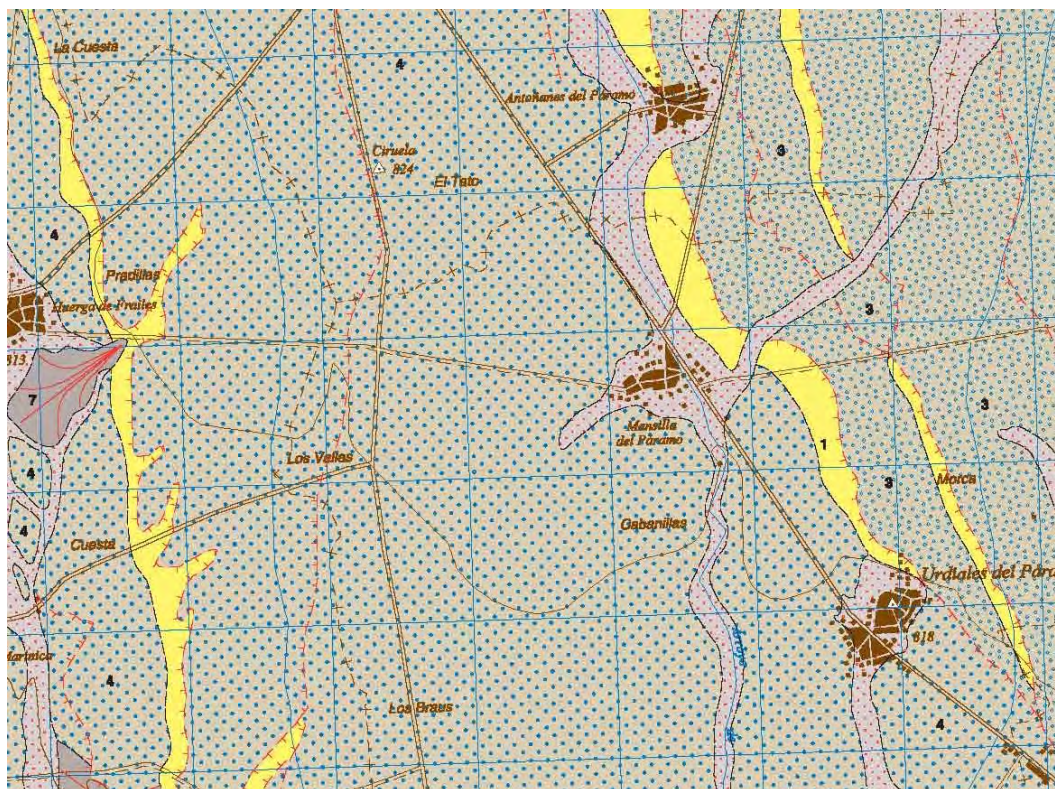 La Cuesta
4
Antoñanes del Páramo
Ciruelo
824
3
El Tato
4
Pradillas
Huerga de Frailes
3
813
7
3
Mansilla
del Páramo
1
4
Los Valles
3
Morca
4
Gabanillas
Cuesta
Urdiales del Pára
818
Arroyo
4
Los Braus
de
4